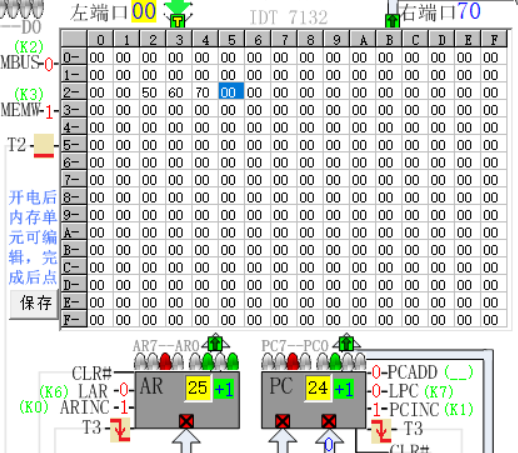 左端口 00 IDT 7132 右端口 70
—DO
(K2)
MBUS-0-
(K3)
MEMW-1-
T2-
0 1 2 3 4 5 6 7 8 9 A B C D E F
0- 00 00 00 00 00 00 00 00 00 00 00 00 00 00 00 00
1- 00 00 00 00 00 00 00 00 00 00 00 00 00 00 00 00
2- 00 00 50 60 70 00 00 00 00 00 00 00 00 00 00 00
3- 00 00 00 00 00 00 00 00 00 00 00 00 00 00 00 00
4- 00 00 00 00 00 00 00 00 00 00 00 00 00 00 00 00
5- 00 00 00 00 00 00 00 00 00 00 00 00 00 00 00 00
6- 00 00 00 00 00 00 00 00 00 00 00 00 00 00 00 00
7- 00 00 00 00 00 00 00 00 00 00 00 00 00 00 00 00
8- 00 00 00 00 00 00 00 00 00 00 00 00 00 00 00 00
9- 00 00 00 00 00 00 00 00 00 00 00 00 00 00 00 00
A- 00 00 00 00 00 00 00 00 00 00 00 00 00 00 00 00
B- 00 00 00 00 00 00 00 00 00 00 00 00 00 00 00 00
C- 00 00 00 00 00 00 00 00 00 00 00 00 00 00 00 00
D- 00 00 00 00 00 00 00 00 00 00 00 00 00 00 00 00
E- 00 00 00 00 00 00 00 00 00 00 00 00 00 00 00 00
F- 00 00 00 00 00 00 00 00 00 00 00 00 00 00 00 00
开电后
内存单
元可编
辑，完
成后点
保存
AR7--AR0
CLR#
(K6) LAR -0-
(K0) ARINC -1-
T3-
AR 25 +1
PC7--PC0
PC 24 +1
-0-PCADD (__)
-0-LPC (K7)
-1-PCINC (K1)
-T3
-CLR#
0